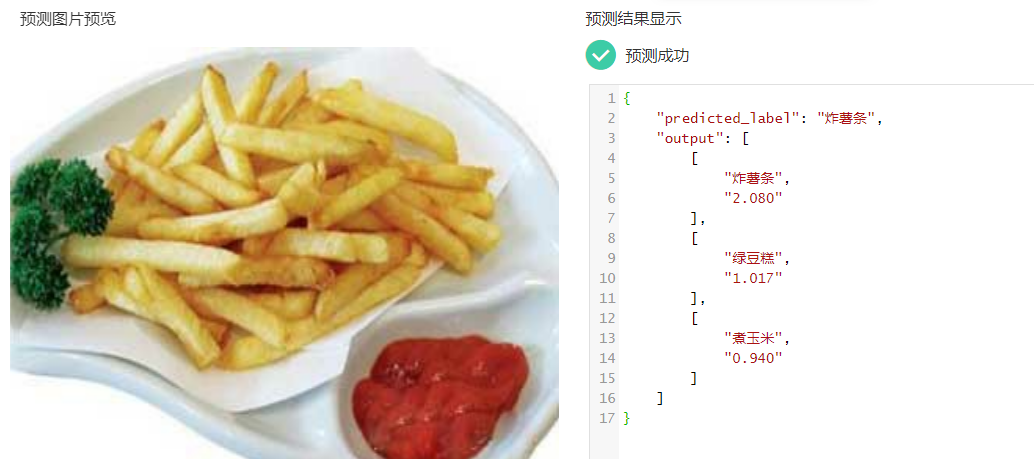 预测图片预览
预测结果显示
预测成功
1 {
2 "predicted_label": "炸薯条",
3 "output": [
4 [
5 "炸薯条",
6 "2.080"
7 ],
8 [
9 "绿豆糕",
10 "1.017"
11 ],
12 [
13 "煮玉米",
14 "0.940"
15 ]
16 ]
17 }